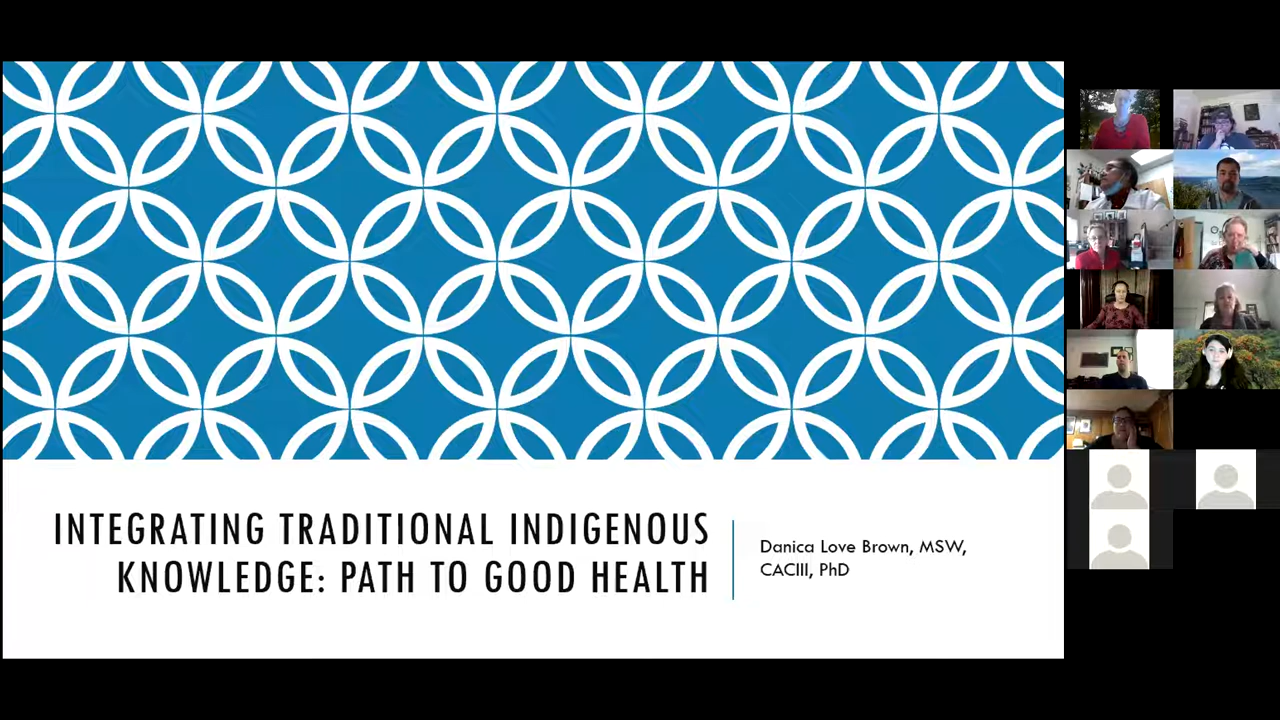 INTEGRATING TRADITIONAL INDIGENOUS
KNOWLEDGE: PATH TO GOOD HEALTH
Danica Love Brown, MSW,
CACIII, PhD